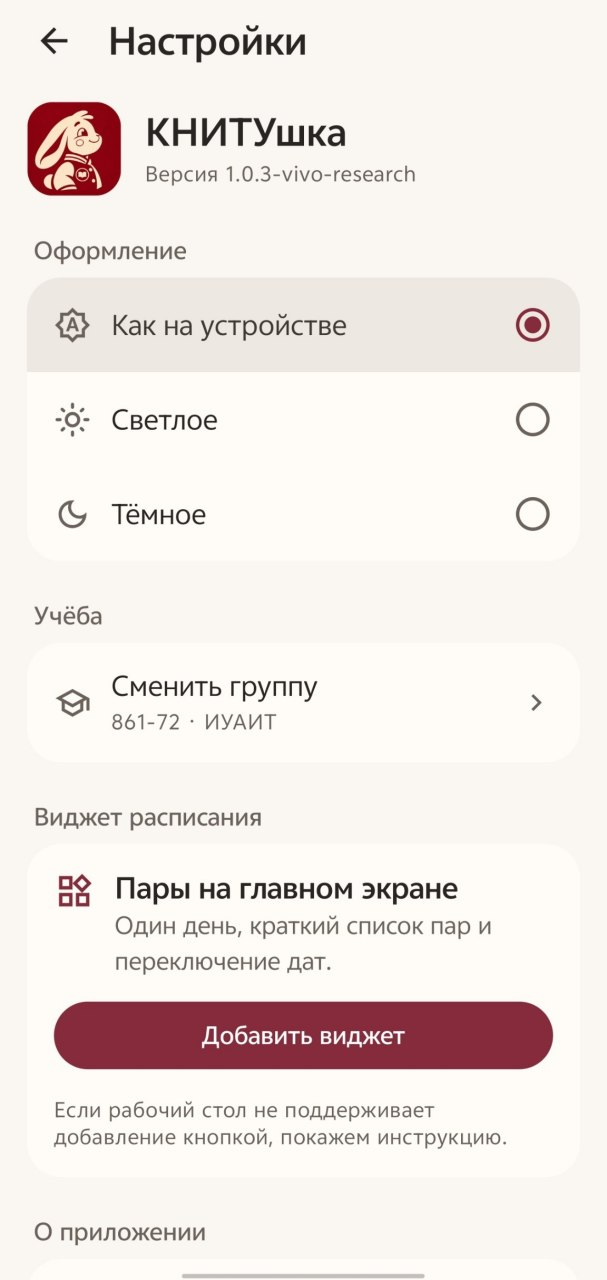 Настройки
КНИТУшка
Версия 1.0.3-vivo-research
Оформление
Как на устройстве
Светлое
Тёмное
Учёба
Сменить группу
861-72 · ИУАИТ
Виджет расписания
Пары на главном экране
Один день, краткий список пар и
переключение дат.
Добавить виджет
Если рабочий стол не поддерживает
добавление кнопкой, покажем инструкцию.
О приложении